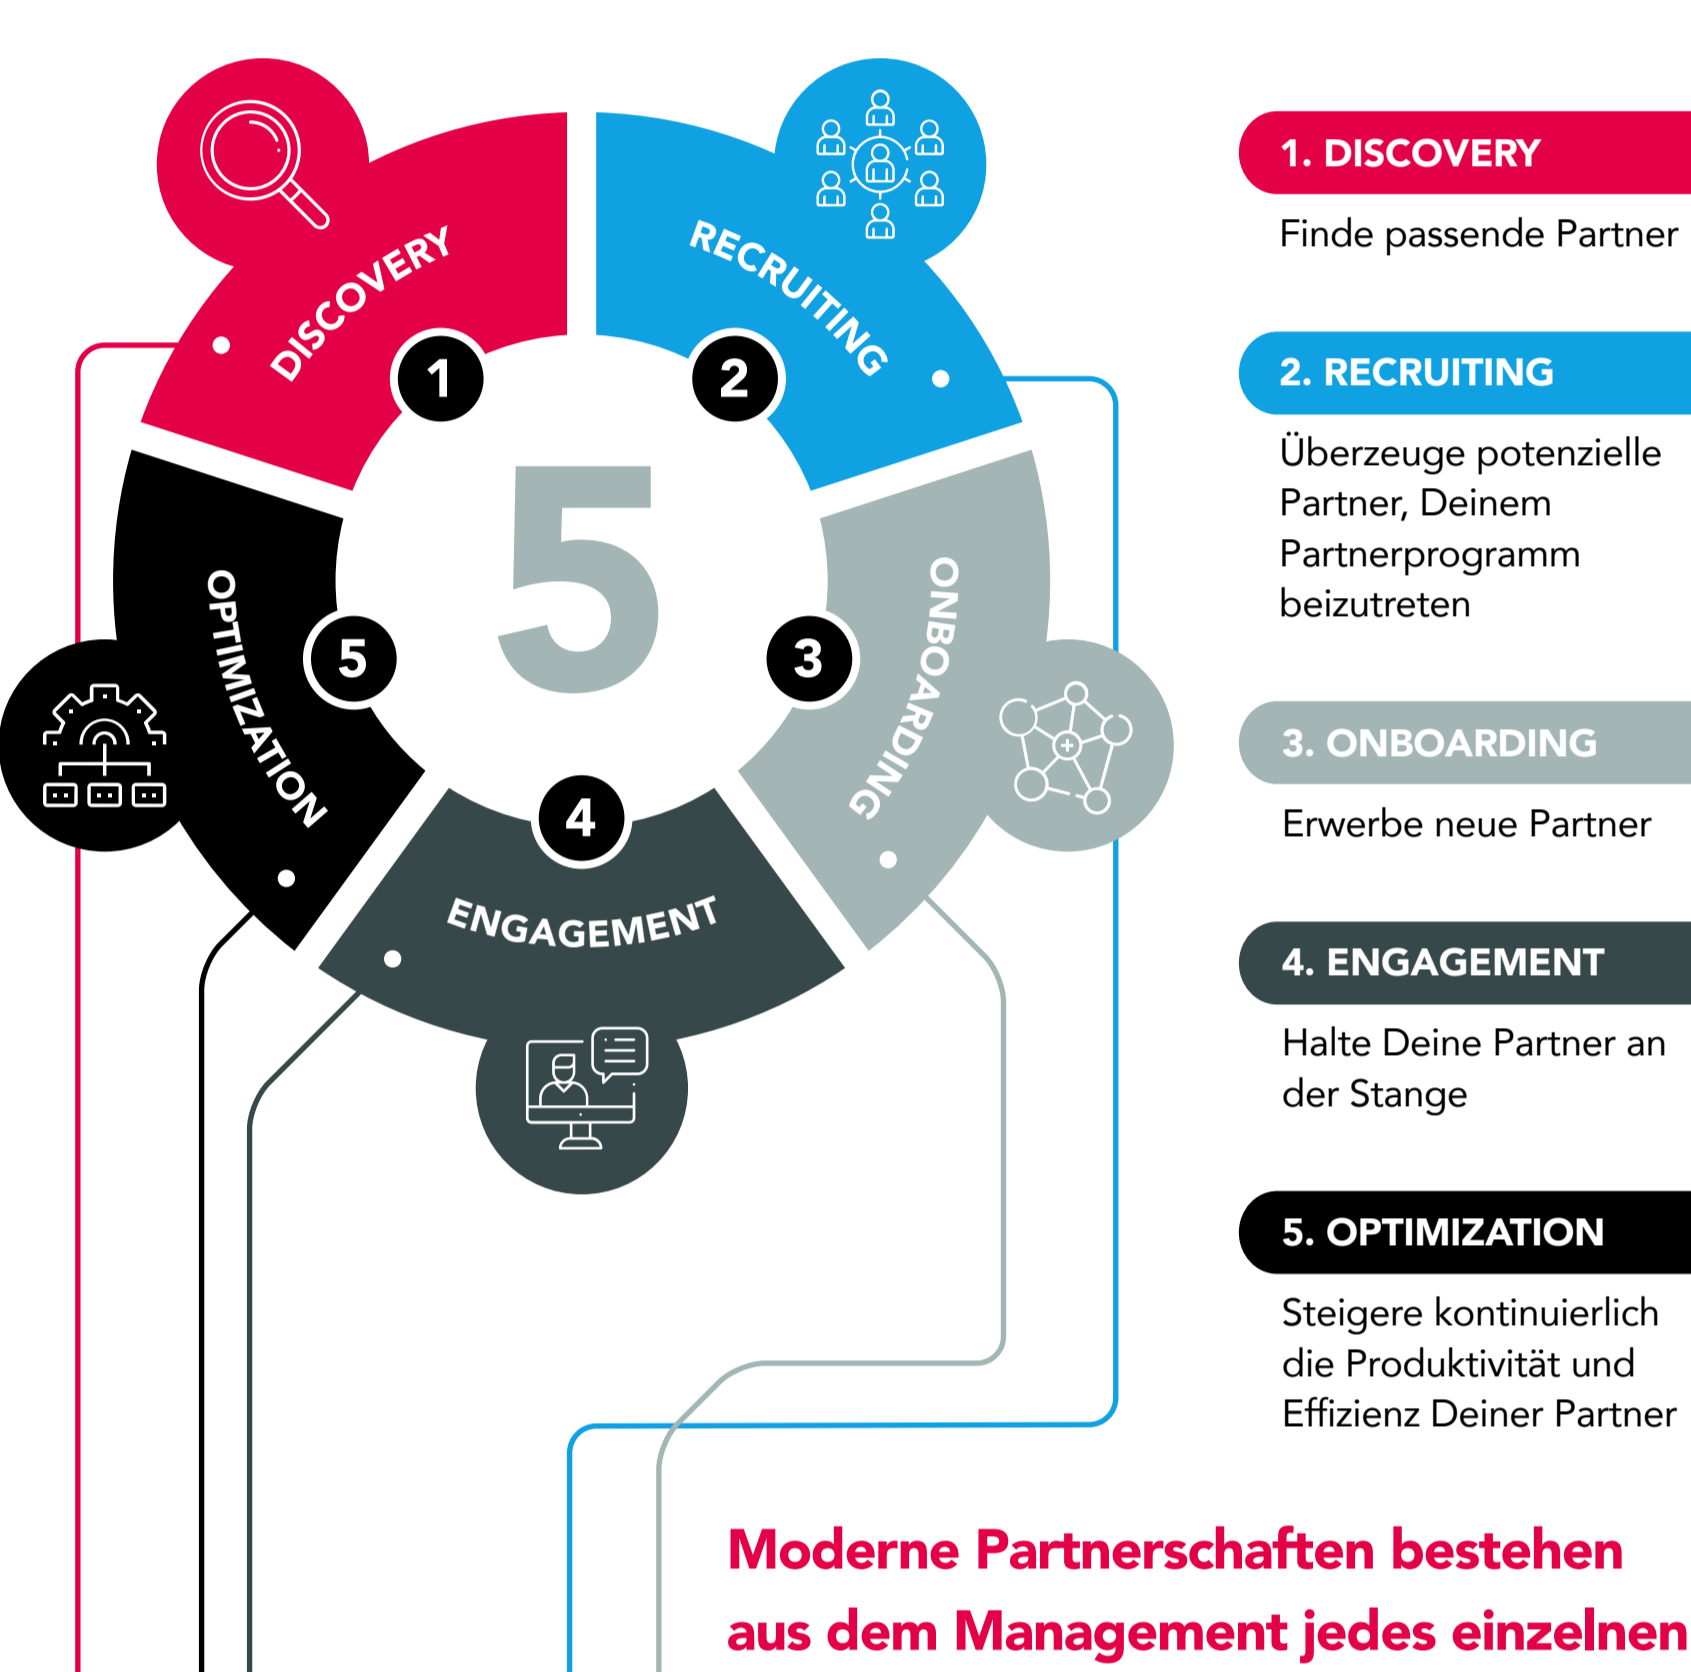 DISCOVERY
RECRUITING
1
2
5
OPTIMIZATION
ONBOARDING
5
3
4
ENGAGEMENT
1. DISCOVERY
Finde passende Partner
2. RECRUITING
Überzeuge potenzielle
Partner, Deinem
Partnerprogramm
beizutreten
3. ONBOARDING
Erwerbe neue Partner
4. ENGAGEMENT
Halte Deine Partner an
der Stange
5. OPTIMIZATION
Steigere kontinuierlich
die Produktivität und
Effizienz Deiner Partner
Moderne Partnerschaften bestehen
aus dem Management jedes einzelnen